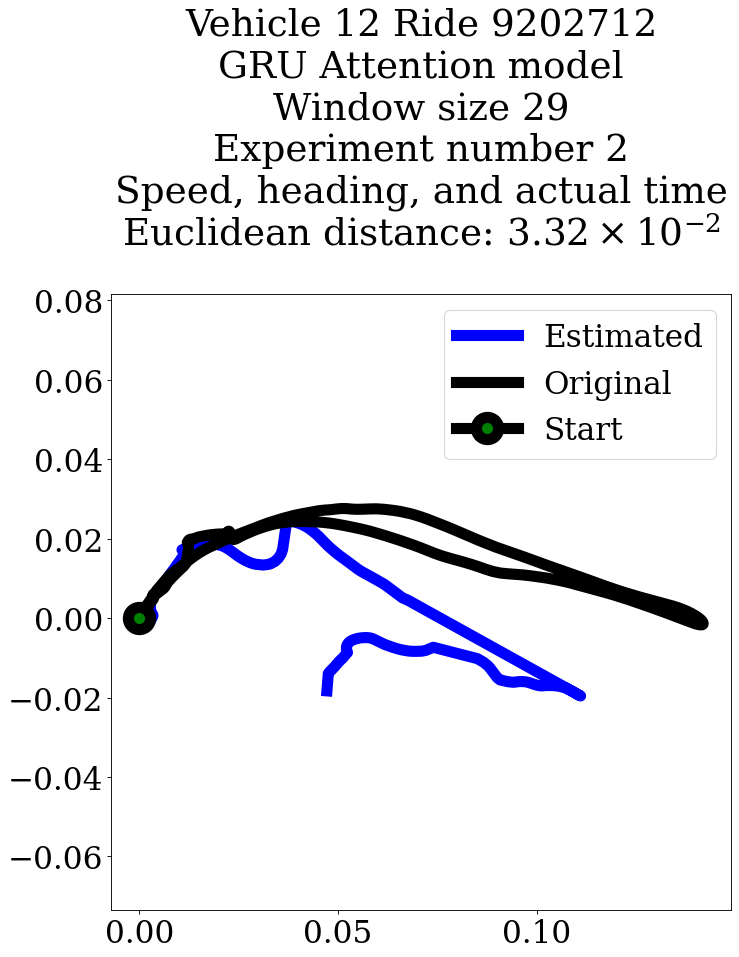 Vehicle 12 Ride 9202712
GRU Attention model
Window size 29
Experiment number 2
Speed, heading, and actual time
Euclidean distance: 3.32 × 10⁻²
Estimated
Original
Start
0.08
0.06
0.04
0.02
0.00
−0.02
−0.04
−0.06
0.00 0.05 0.10